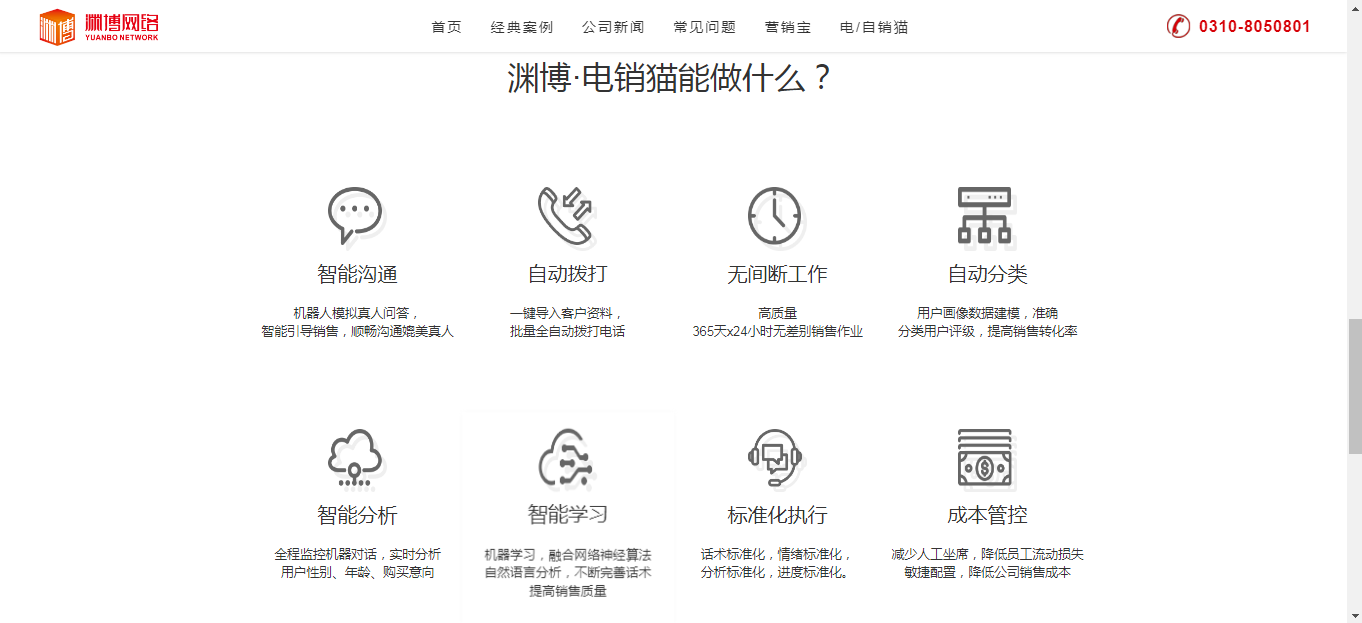 渊博网络
YUANBO NETWORK
首页 经典案例 公司新闻 常见问题 营销宝 电/自销猫
0310-8050801
渊博·电销猫能做什么？
智能沟通
机器人模拟真人问答，
智能引导销售，顺畅沟通媲美真人
自动拨打
一键导入客户资料，
批量全自动拨打电话
无间断工作
高质量
365天x24小时无差别销售作业
自动分类
用户画像数据建模，准确
分类用户评级，提高销售转化率
智能分析
全程监控机器对话，实时分析
用户性别、年龄、购买意向
智能学习
机器学习，融合网络神经算法
自然语言分析，不断完善话术
提高销售质量
标准化执行
话术标准化，情绪标准化，
分析标准化，进度标准化。
成本管控
减少人工坐席，降低员工流动损失
敏捷配置，降低公司销售成本